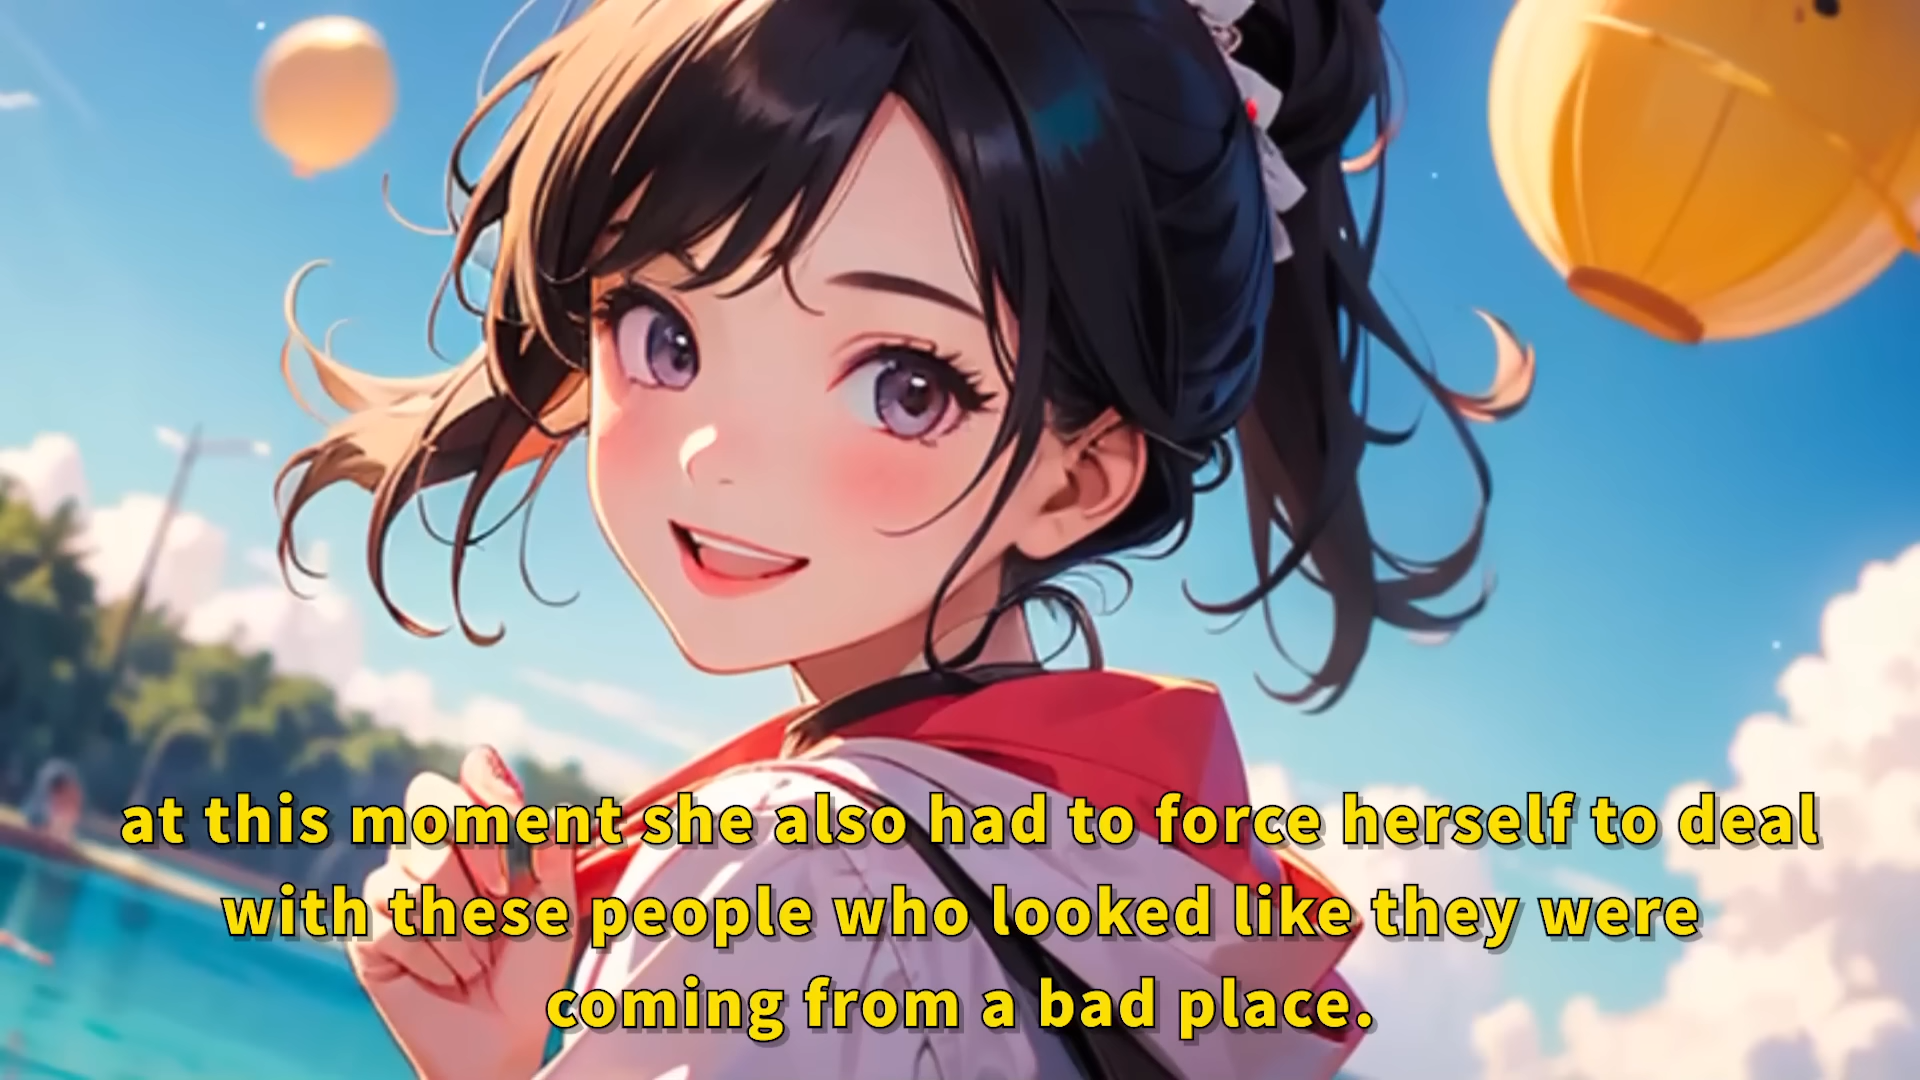 at this moment she also had to force herself to deal
with these people who looked like they were
coming from a bad place.